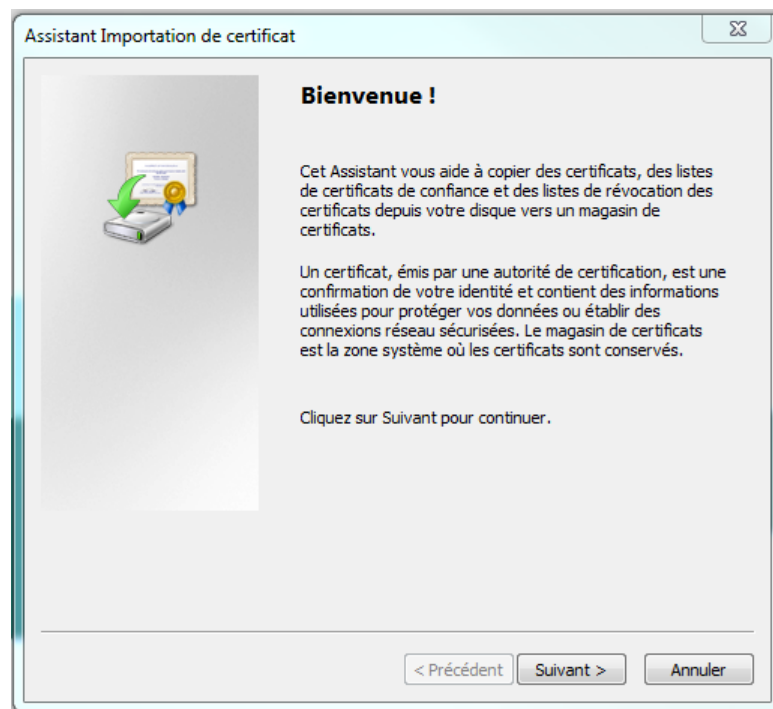 Assistant Importation de certificat
Bienvenue !
Cet Assistant vous aide à copier des certificats, des listes
de certificats de confiance et des listes de révocation des
certificats depuis votre disque vers un magasin de
certificats.
Un certificat, émis par une autorité de certification, est une
confirmation de votre identité et contient des informations
utilisées pour protéger vos données ou établir des
connexions réseau sécurisées. Le magasin de certificats
est la zone système où les certificats sont conservés.
Cliquez sur Suivant pour continuer.
< Précédent Suivant > Annuler